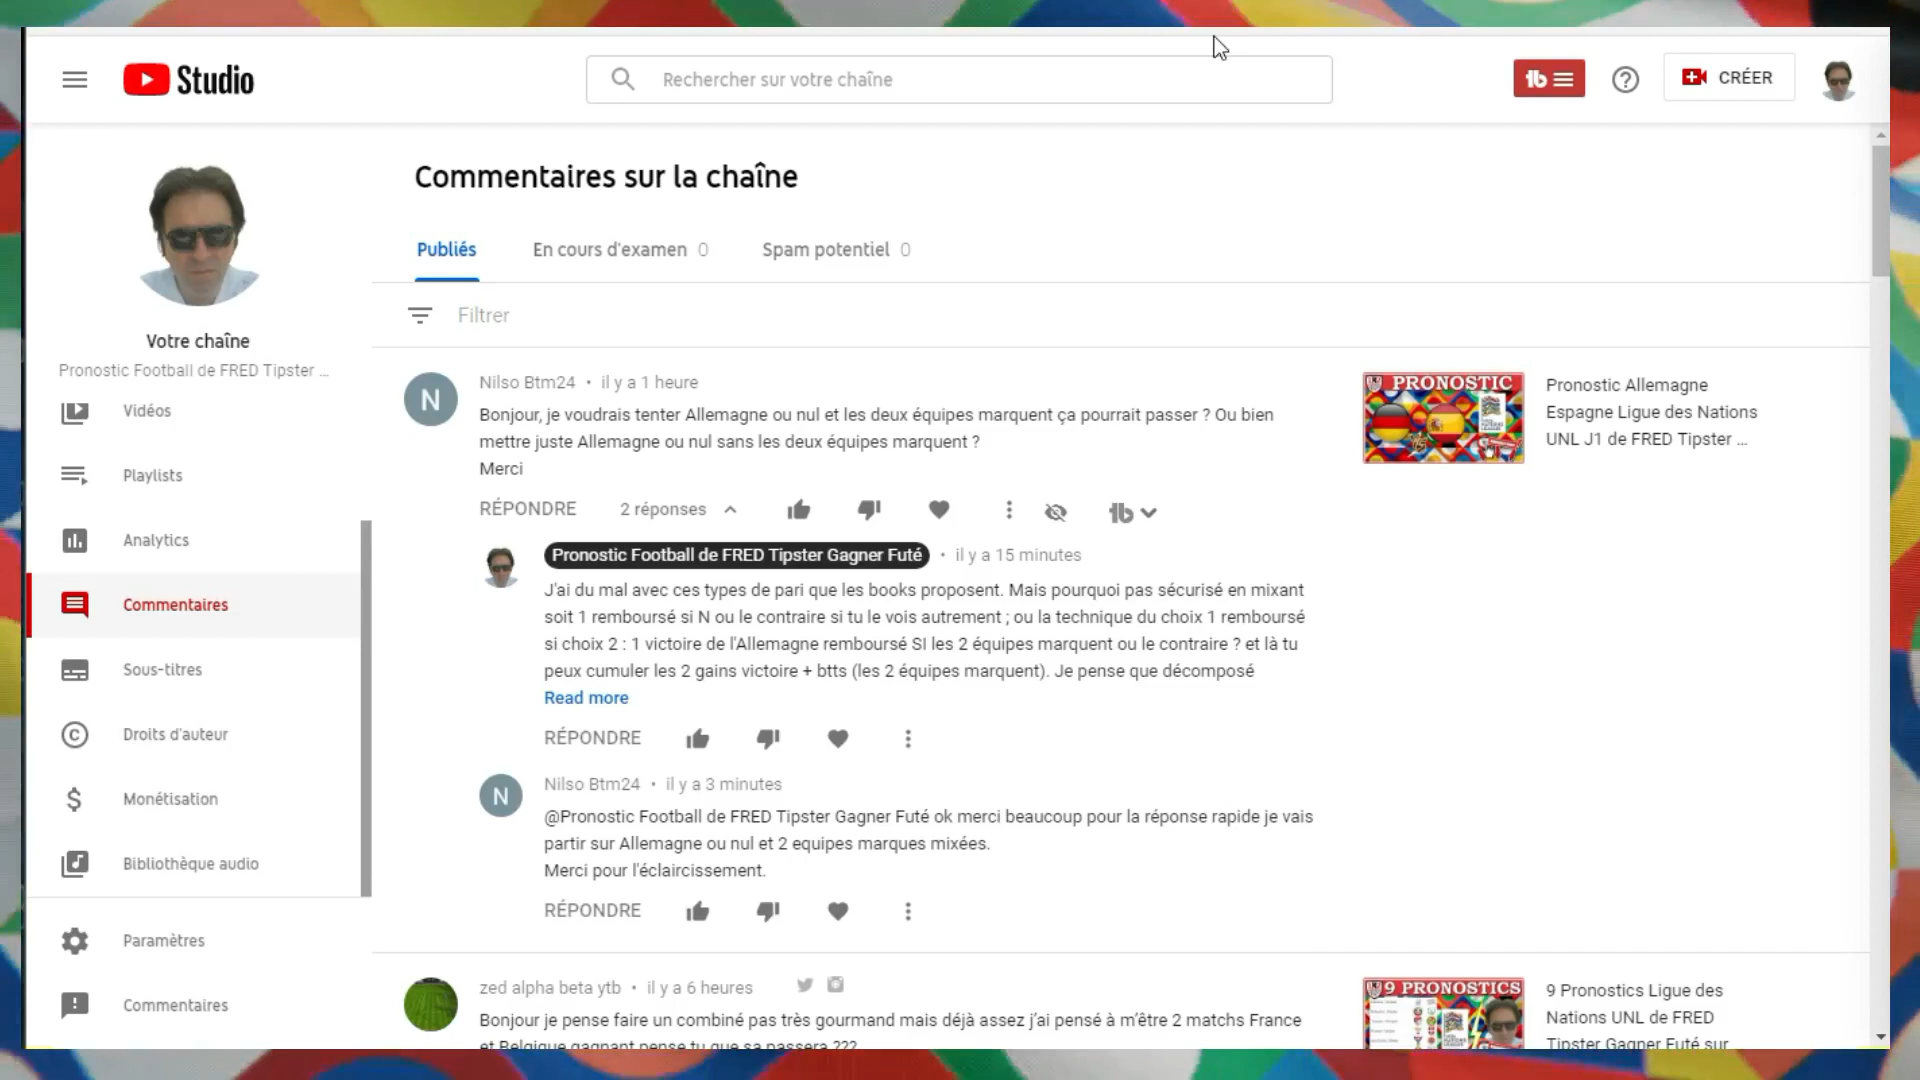 Studio
Rechercher sur votre chaîne
CRÉER
Commentaires sur la chaîne
Publiés
En cours d'examen 0
Spam potentiel 0
Filtrer
Votre chaîne
Pronostic Football de FRED Tipster ...
Vidéos
Playlists
Analytics
Commentaires
Sous-titres
Droits d'auteur
Monétisation
Bibliothèque audio
Paramètres
Commentaires
N
Nilso Btm24 • il y a 1 heure
Bonjour, je voudrais tenter Allemagne ou nul et les deux équipes marquent ça pourrait passer ? Ou bien
mettre juste Allemagne ou nul sans les deux équipes marquent ?
Merci
RÉPONDRE
2 réponses
PRONOSTIC
Pronostic Allemagne
Espagne Ligue des Nations
UNL J1 de FRED Tipster ...
Pronostic Football de FRED Tipster Gagner Futé • il y a 15 minutes
J'ai du mal avec ces types de pari que les books proposent. Mais pourquoi pas sécurisé en mixant
soit 1 remboursé si N ou le contraire si tu le vois autrement ; ou la technique du choix 1 remboursé
si choix 2 : 1 victoire de l'Allemagne remboursé SI les 2 équipes marquent ou le contraire ? et là tu
peux cumuler les 2 gains victoire + btts (les 2 équipes marquent). Je pense que décomposé
Read more
RÉPONDRE
N
Nilso Btm24 • il y a 3 minutes
@Pronostic Football de FRED Tipster Gagner Futé ok merci beaucoup pour la réponse rapide je vais
partir sur Allemagne ou nul et 2 equipes marques mixées.
Merci pour l'éclaircissement.
RÉPONDRE
zed alpha beta ytb • il y a 6 heures
Bonjour je pense faire un combiné pas très gourmand mais déjà assez j'ai pensé à m'être 2 matchs France
et Belgique gagnant pense tu que sa passera ???
9 PRONOSTICS
9 Pronostics Ligue des
Nations UNL de FRED
Tipster Gagner Futé sur